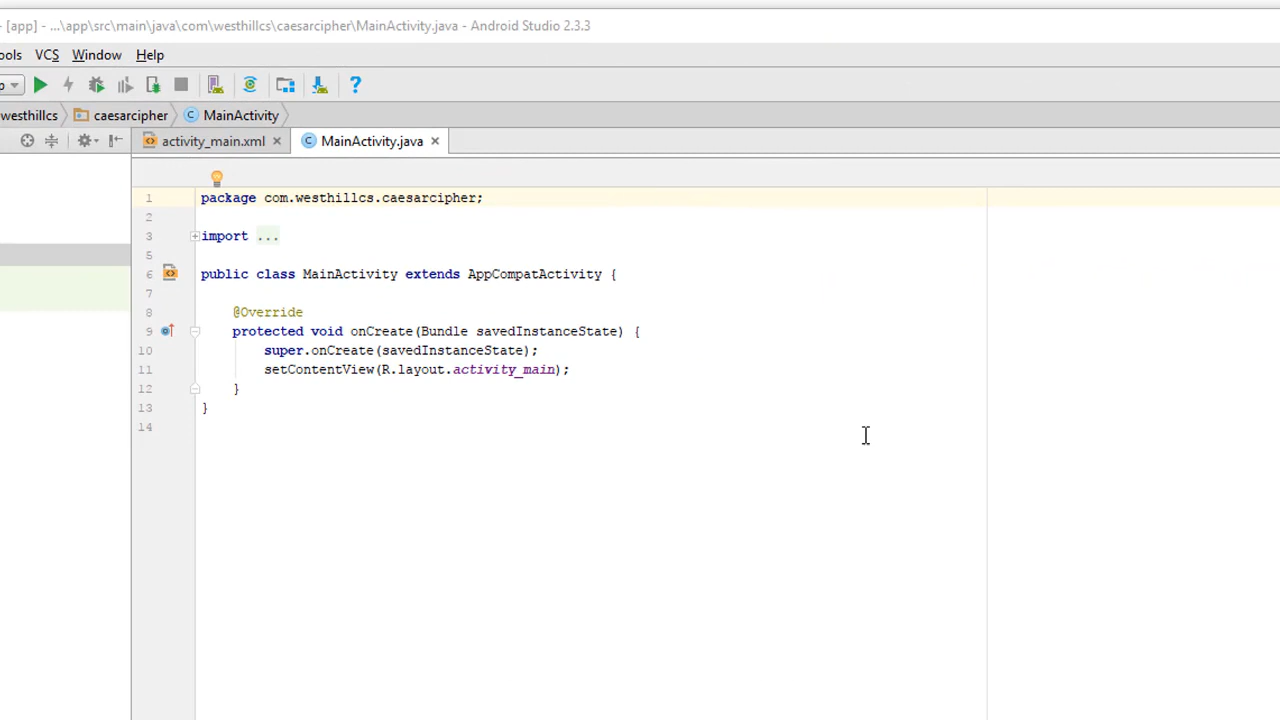 - [app] - ...\app\src\main\java\com\westhillcs\caesarcipher\MainActivity.java - Android Studio 2.3.3
ools VCS Window Help
p ?
westhillcs caesarcipher C MainActivity
activity_main.xml C MainActivity.java
1 package com.westhillcs.caesarcipher;
2
3 import ...
5
6 public class MainActivity extends AppCompatActivity {
7
8 @Override
9 protected void onCreate(Bundle savedInstanceState) {
10 super.onCreate(savedInstanceState);
11 setContentView(R.layout.activity_main);
12 }
13 }
14